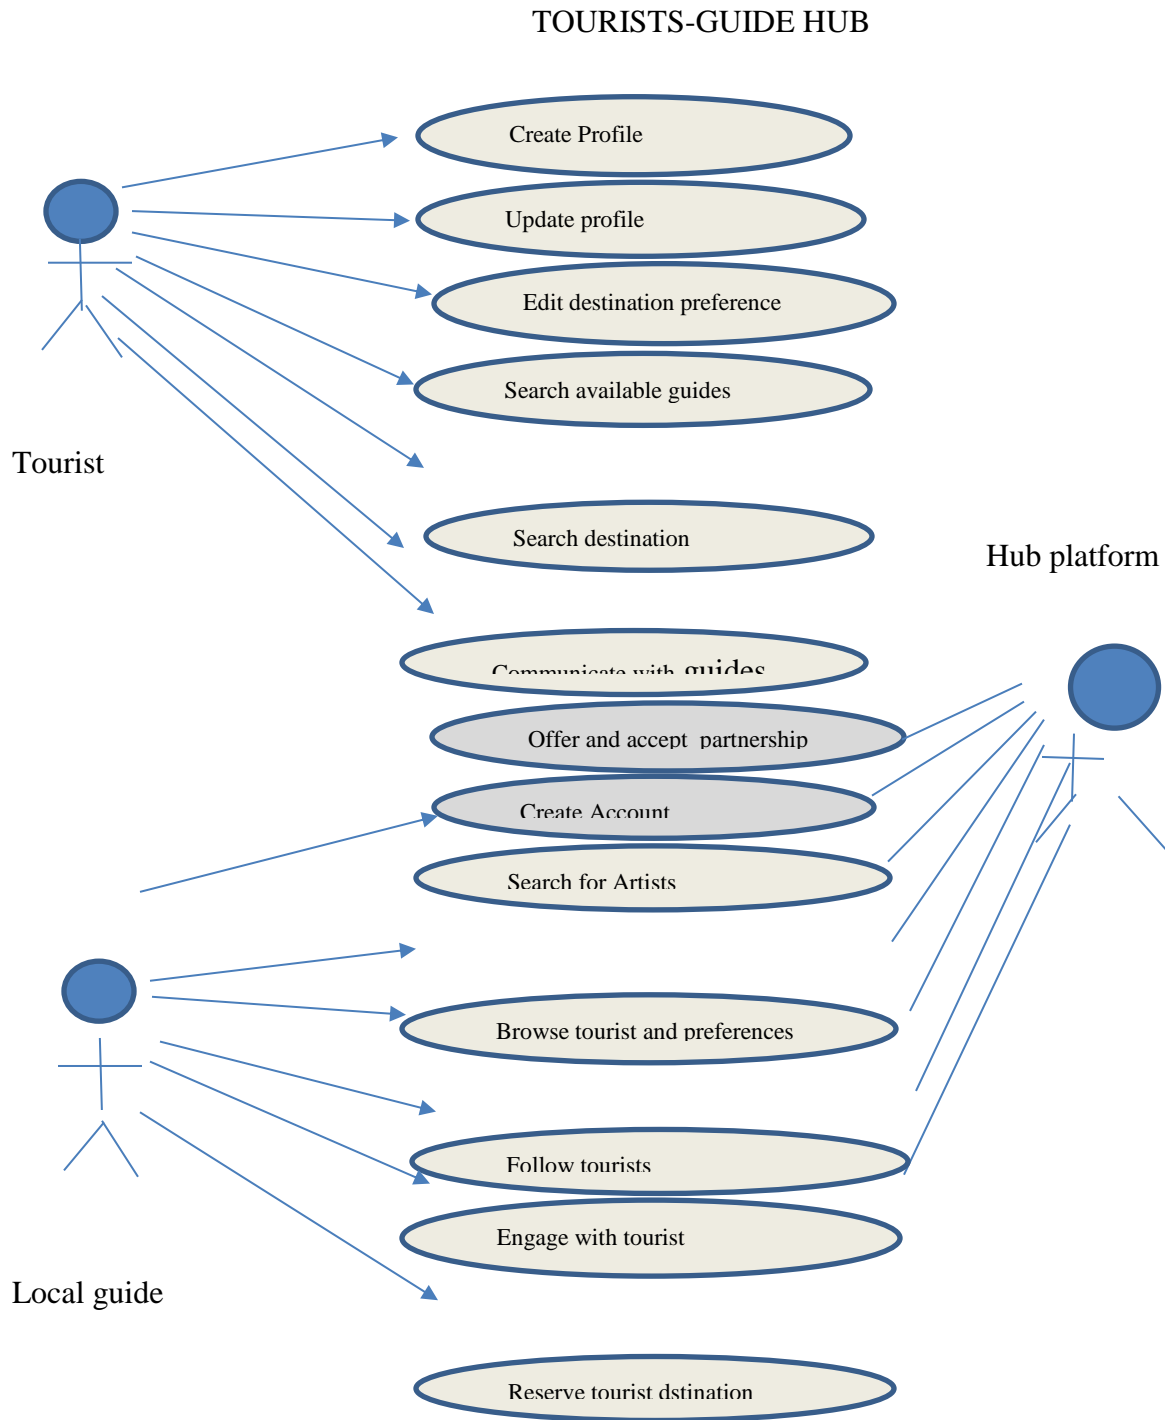 TOURISTS-GUIDE HUB
Create Profile
Update profile
Edit destination preference
Search available guides
Tourist
Search destination
Hub platform
Communicate with guides
Offer and accept partnership
Create Account
Search for Artists
Browse tourist and preferences
Follow tourists
Engage with tourist
Local guide
Reserve tourist dstination